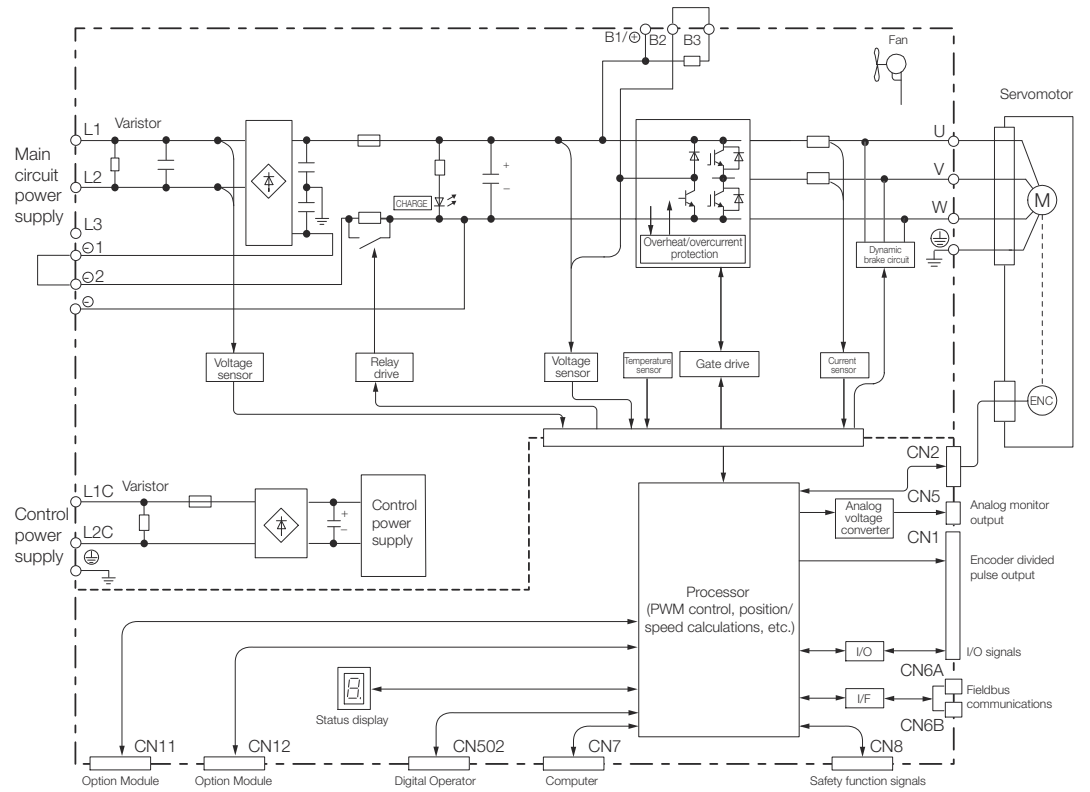 B1/⊕ B2 B3
Fan
Servomotor
Main
circuit
power
supply
L1
Varistor
L2
L3
⊖1
⊖2
⊖
CHARGE
+
−
Overheat/overcurrent
protection
U
V
W
M
Dynamic
brake circuit
Voltage
sensor
Relay
drive
Voltage
sensor
Temperature
sensor
Gate drive
Current
sensor
ENC
Control
power
supply
L1C
Varistor
L2C
+
−
Control
power
supply
CN2
CN5
Analog
voltage
converter
Analog monitor
output
CN1
Encoder divided
pulse output
Processor
(PWM control, position/
speed calculations, etc.)
I/O
I/O signals
CN6A
I/F
Fieldbus
communications
CN6B
8.
Status display
CN11
CN12
CN502
CN7
CN8
Option Module
Option Module
Digital Operator
Computer
Safety function signals